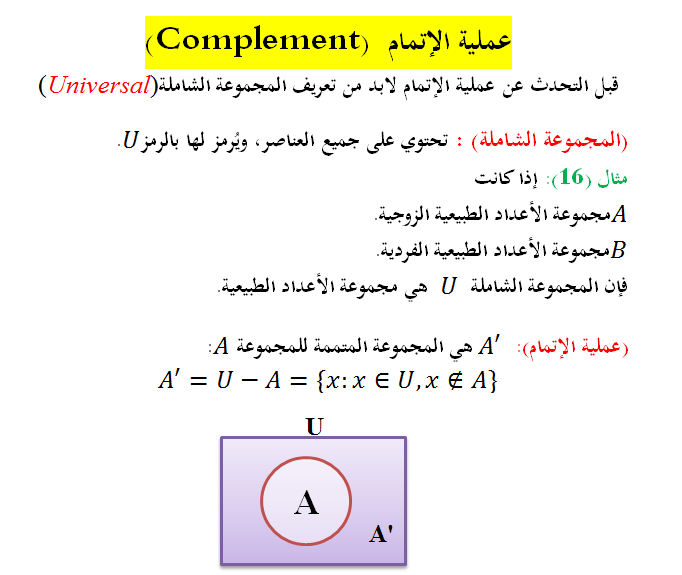 عملية الإتمام (Complement)
قبل التحدث عن عملية الإتمام لابد من تعريف المجموعة الشاملة(Universal)
(المجموعة الشاملة) : تحتوي على جميع العناصر، ويُرمز لها بالرمز U.
مثال (16): إذا كانت
A مجموعة الأعداد الطبيعية الزوجية.
B مجموعة الأعداد الطبيعية الفردية.
فإن المجموعة الشاملة U هي مجموعة الأعداد الطبيعية.
(عملية الإتمام): A′ هي المجموعة المتممة للمجموعة A:
A′ = U − A = {x: x ∈ U, x ∉ A}
U
A
A'